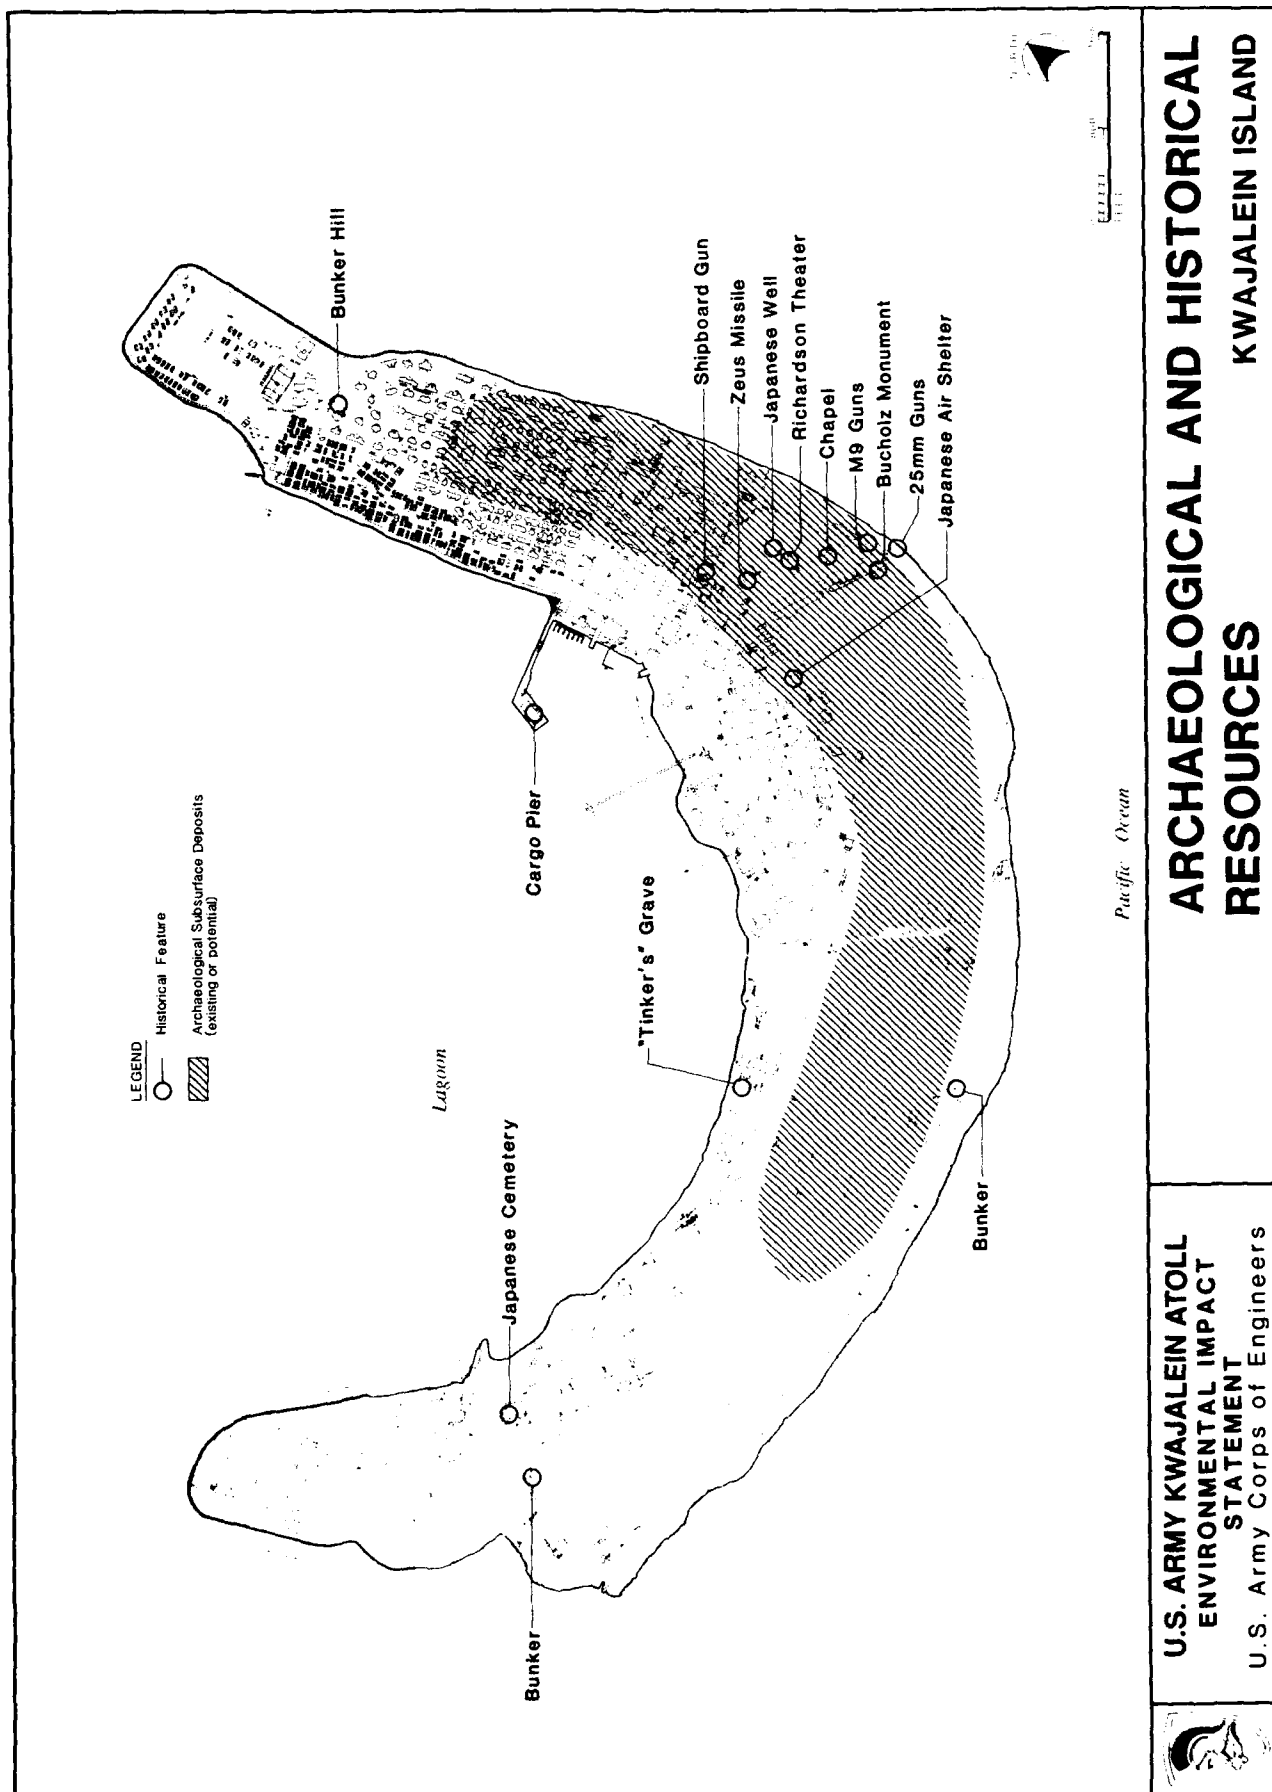 LEGEND
Historical Feature
Archaeological Subsurface Deposits
(existing or potential)
Lagoon
Bunker
Japanese Cemetery
"Tinker's" Grave
Cargo Pier
Bunker Hill
Shipboard Gun
Zeus Missile
Japanese Well
Richardson Theater
Chapel
M9 Guns
Bucholz Monument
25mm Guns
Japanese Air Shelter
Bunker
Pacific Ocean
U.S. ARMY KWAJALEIN ATOLL
ENVIRONMENTAL IMPACT
STATEMENT
U.S. Army Corps of Engineers
ARCHAEOLOGICAL AND HISTORICAL
RESOURCES
KWAJALEIN ISLAND